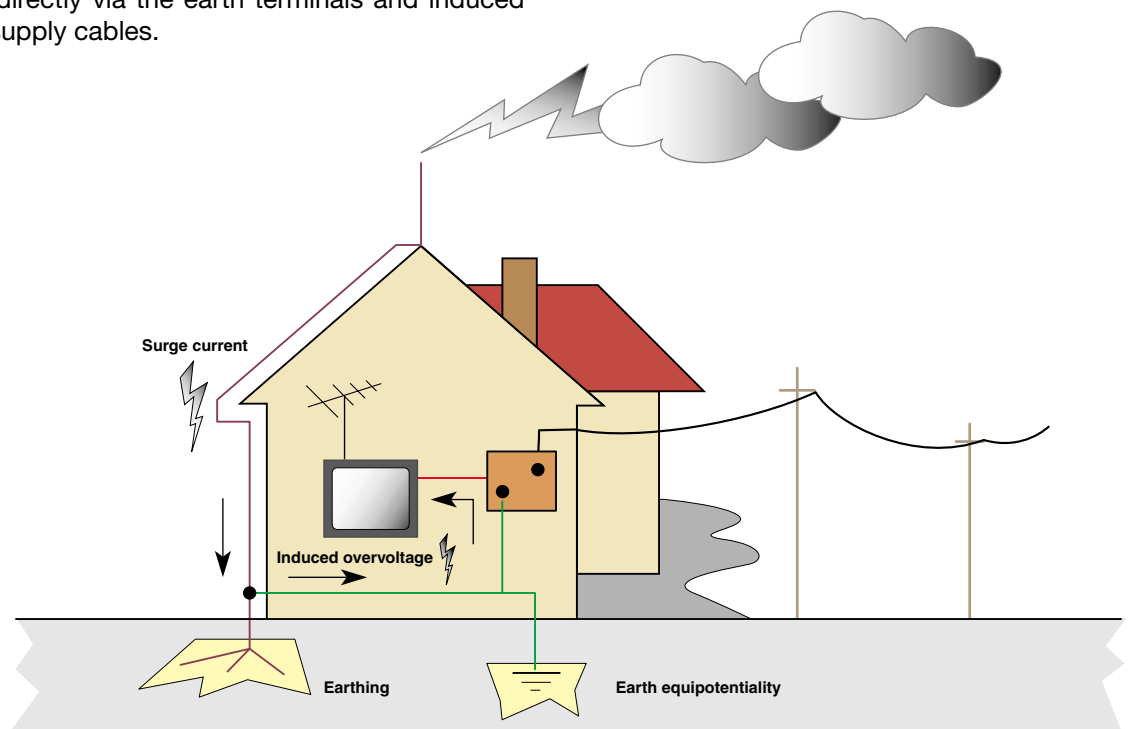 directly via the earth terminals and induced
supply cables.
Surge current
Induced overvoltage
Earthing
Earth equipotentiality